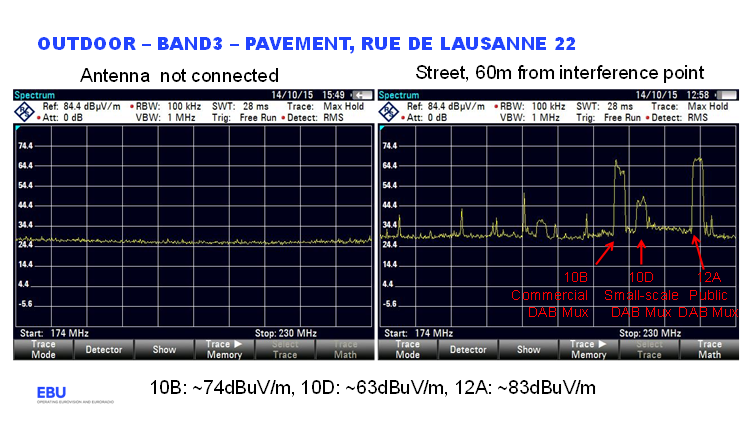 OUTDOOR – BAND3 – PAVEMENT, RUE DE LAUSANNE 22
Antenna not connected
Street, 60m from interference point
Spectrum 14/10/15 15:49
Ref: 84.4 dBµV/m RBW: 100 kHz SWT: 28 ms Trace: Max Hold
Att: 0 dB VBW: 1 MHz Trig: Free Run Detect: RMS
74.4
64.4
54.4
44.4
34.4
24.4
14.4
4.4
-5.6
Start: 174 MHz Stop: 230 MHz
Trace Mode Detector Show Trace Memory Select Trace Trace Math
Spectrum 14/10/15 12:58
Ref: 84.4 dBµV/m RBW: 100 kHz SWT: 28 ms Trace: Max Hold
Att: 0 dB VBW: 1 MHz Trig: Free Run Detect: RMS
74.4
64.4
54.4
44.4
34.4
24.4
14.4
4.4
-5.6
10B 10D 12A
Commercial Small-scale Public
DAB Mux DAB Mux DAB Mux
Start: 174 MHz Stop: 230 MHz
Trace Mode Detector Show Trace Memory Select Trace Trace Math
10B: ~74dBuV/m, 10D: ~63dBuV/m, 12A: ~83dBuV/m
EBU
OPERATING EUROVISION AND EURORADIO